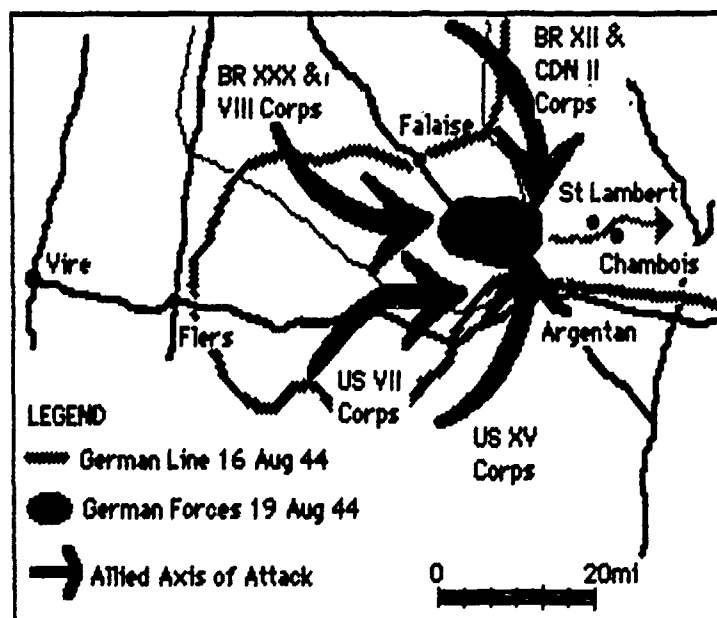 BR XXX &
VIII Corps
BR XII &
CDN II
Corps
Falaise
St Lambert
Vire
Chambois
Flers
Argentan
US VII
Corps
US XV
Corps
LEGEND
German Line 16 Aug 44
German Forces 19 Aug 44
Allied Axis of Attack
0 20mi